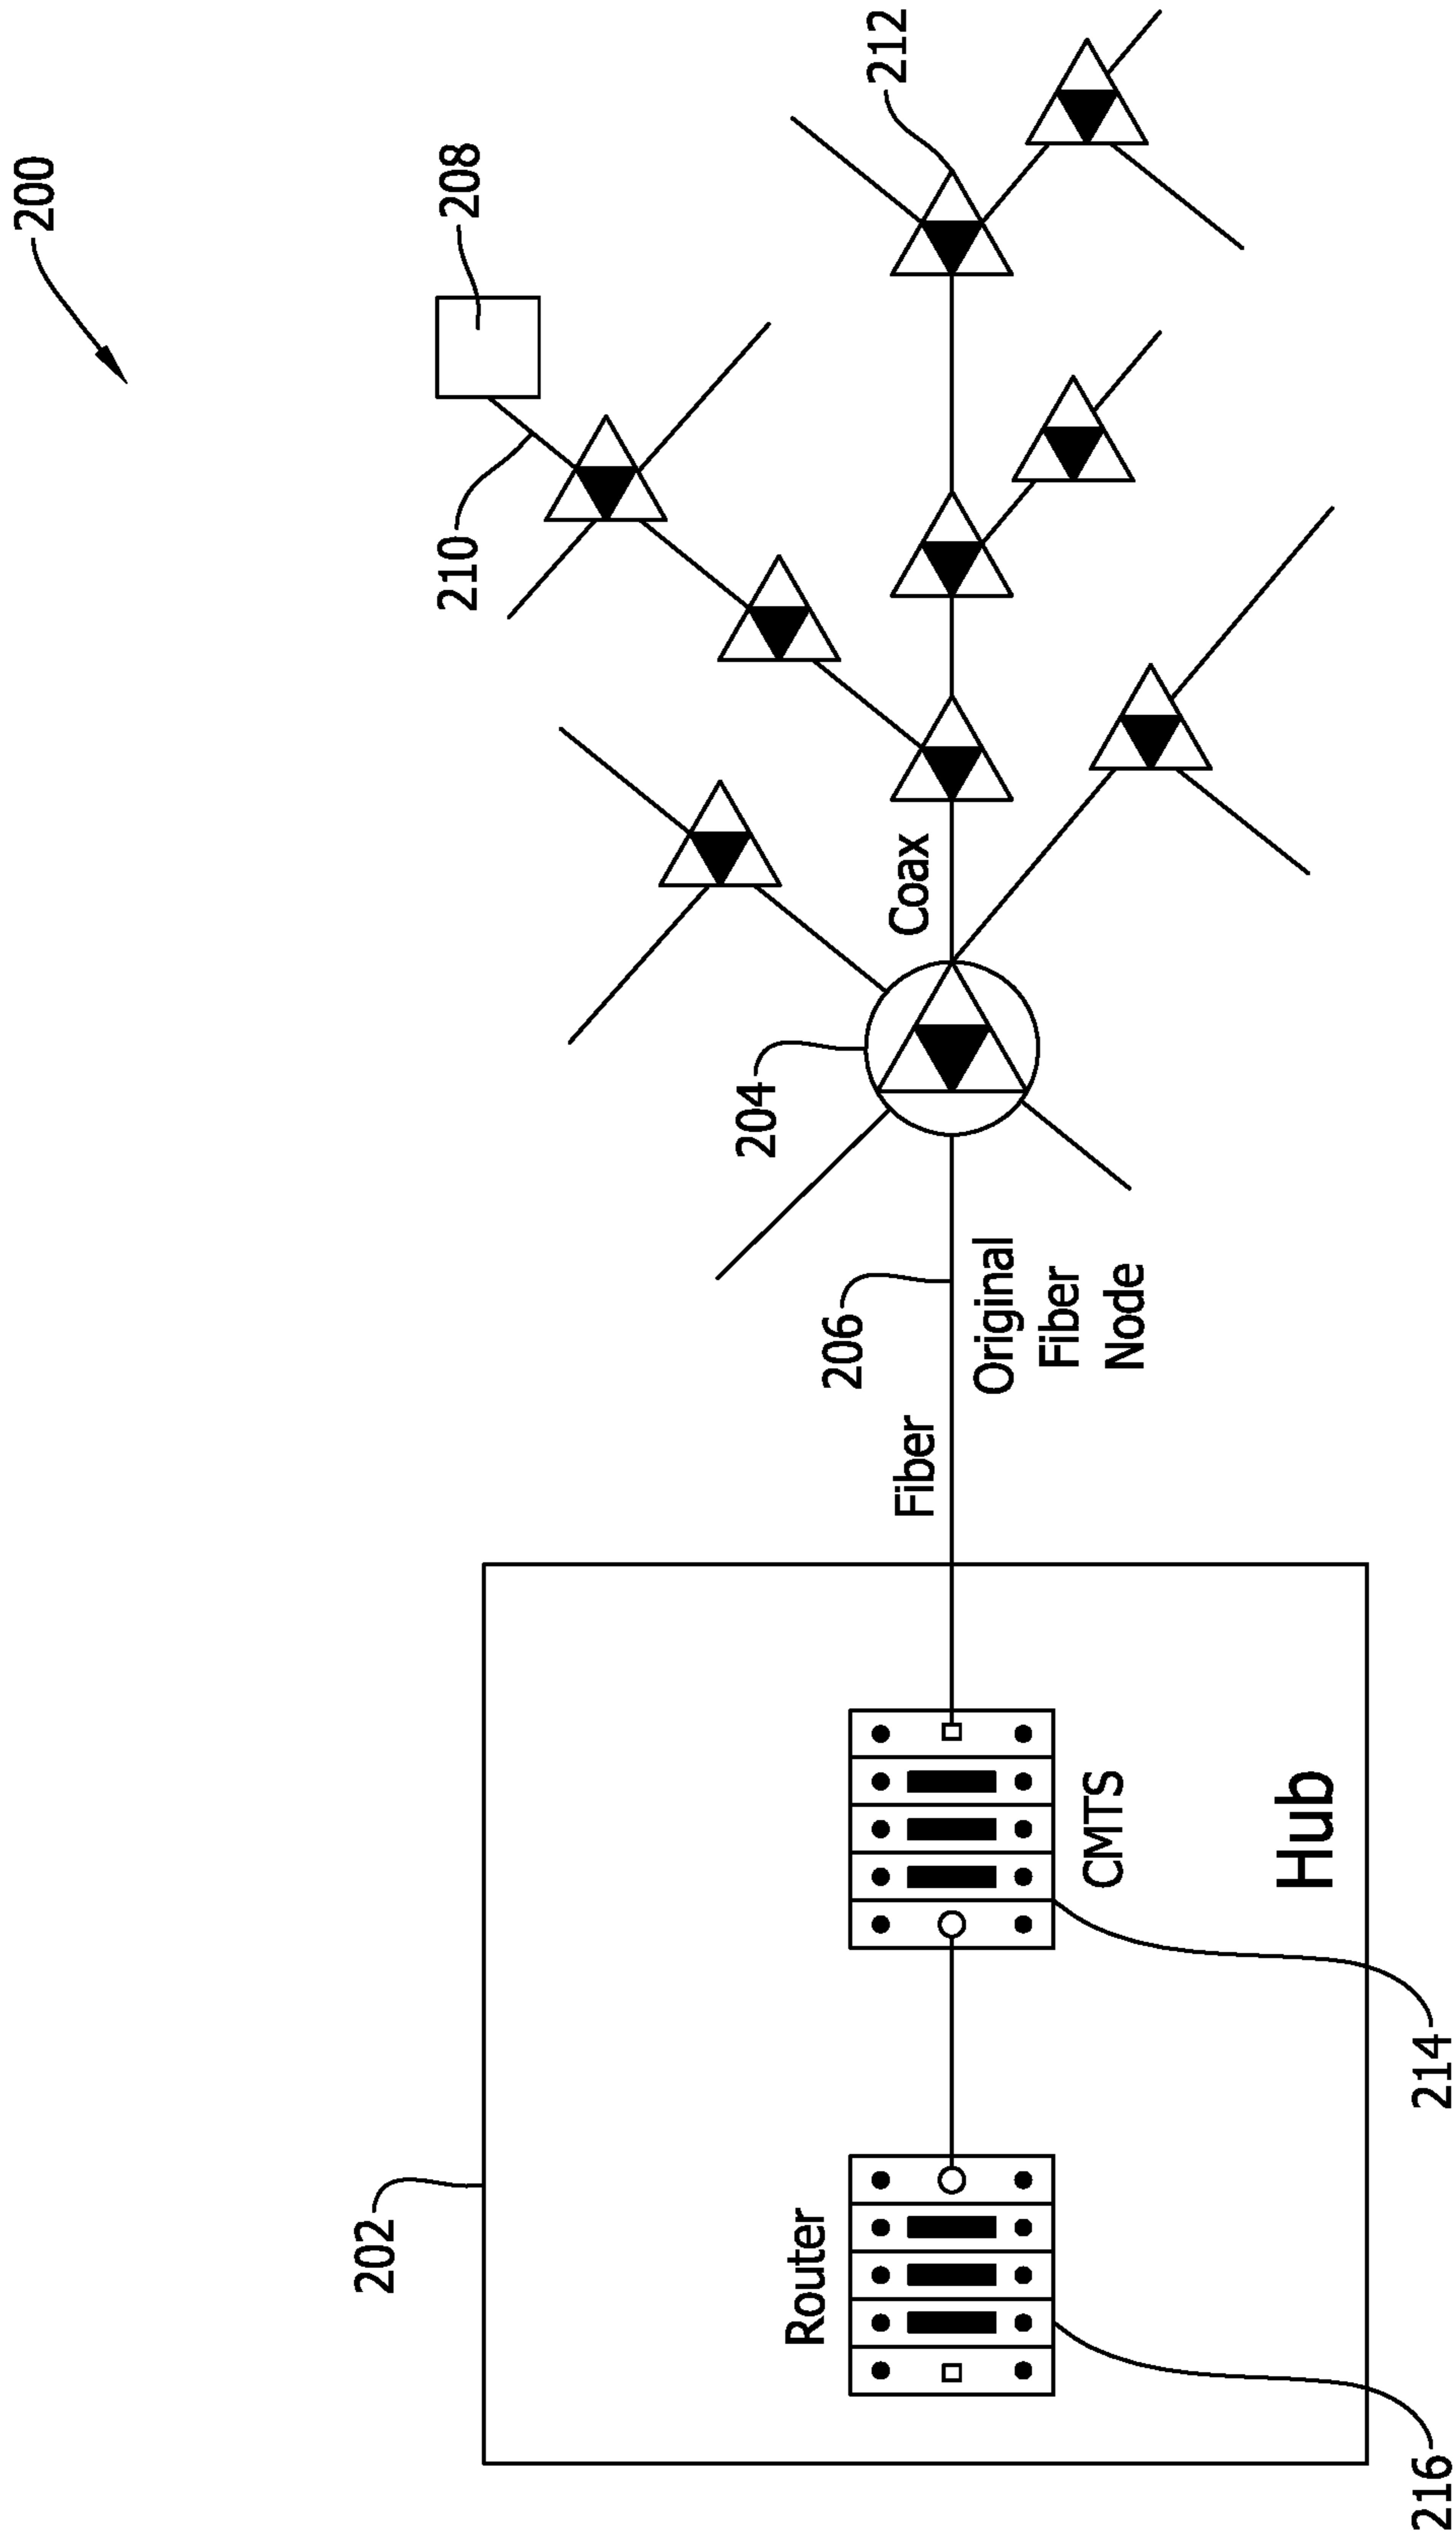 200
208
212
210
204
Coax
206
Original
Fiber
Node
Fiber
202
Router
CMTS
Hub
214
216